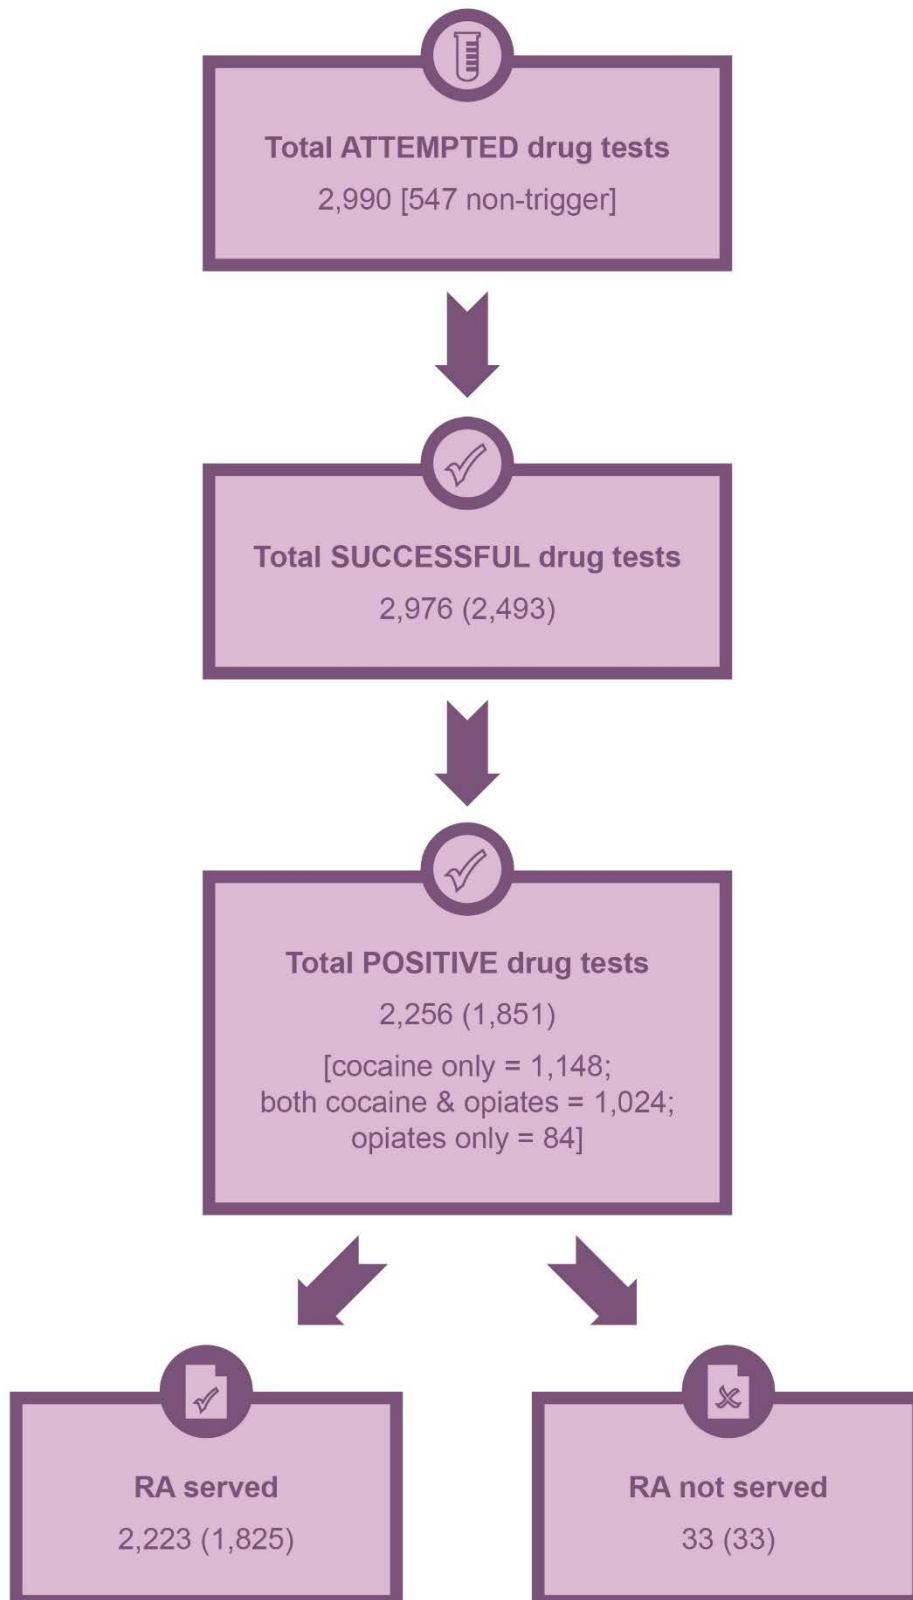 Total ATTEMPTED drug tests
2,990 [547 non-trigger]
Total SUCCESSFUL drug tests
2,976 (2,493)
Total POSITIVE drug tests
2,256 (1,851)
[cocaine only = 1,148;
both cocaine & opiates = 1,024;
opiates only = 84]
RA served
2,223 (1,825)
RA not served
33 (33)